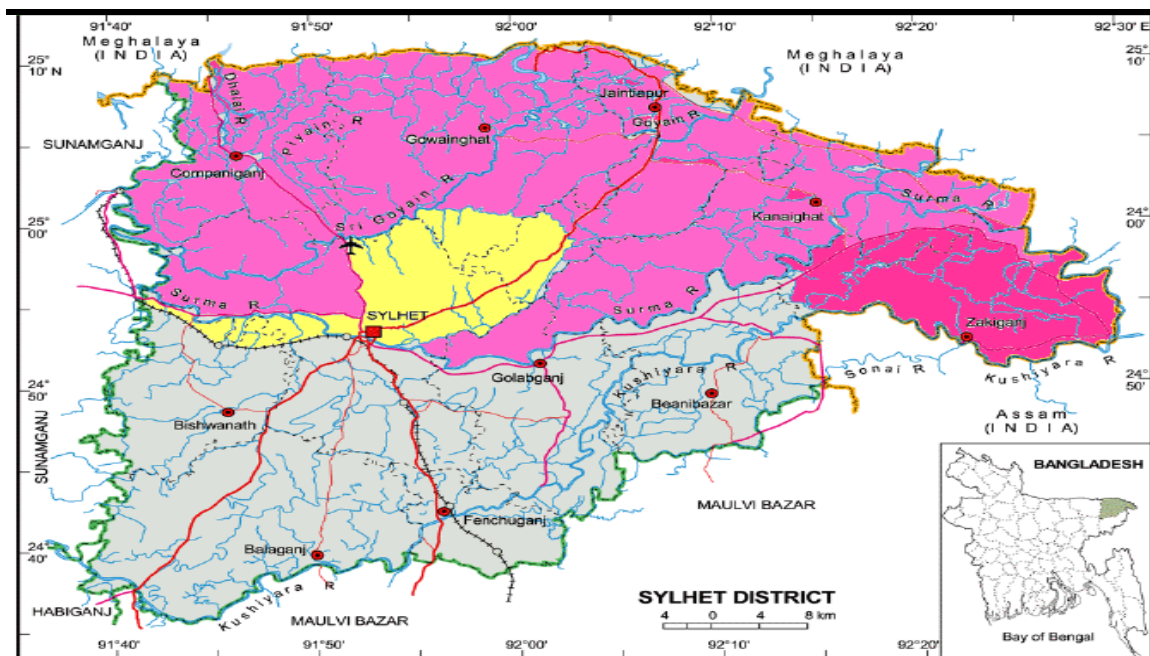 91°40' 91°50' 92°00' 92°10' 92°20' 92°30' E
Meghalaya
(I N D I A)
Meghalaya
(I N D I A)
25°
10' N
25°
10'
Dhalai R
Jaintiapur
Goyain R
Piyain R
Gowainghat
SUNAMGANJ
Companiganj
Surma R
Kanaighat
Sri Goyain R
25°
00'
24°
00'
Surma R
Surma R
SYLHET
Zakiganj
Golabganj
Kushiyara R
Sonai R
Kushiyara R
24°
50'
24°
50'
Beanibazar
Bishwanath
Assam
(I N D I A)
SUNAMGANJ
BANGLADESH
MAULVI BAZAR
Fenchuganj
24°
40'
Balaganj
Kushiyara R
HABIGANJ
MAULVI BAZAR
SYLHET DISTRICT
4 0 4 8 km
Bay of Bengal
91°40' 91°50' 92°00' 92°10' 92°20'